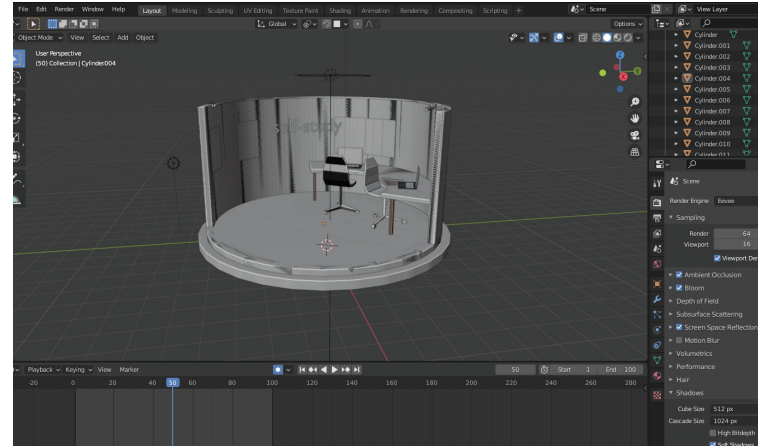 File Edit Render Window Help Layout Modeling Sculpting UV Editing Texture Paint Shading Animation Rendering Compositing Scripting + Scene View Layer
Global Options
Object Mode View Select Add Object
User Perspective
(50) Collection | Cylinder004
self-study
Z
Y
X
Cylinder
Cylinder.001
Cylinder.002
Cylinder.003
Cylinder.004
Cylinder.005
Cylinder.006
Cylinder.007
Cylinder.008
Cylinder.009
Cylinder.010
Cylinder.011
Scene
Render Engine Eevee
Sampling
Render 64
Viewport 16
Viewport Den
Ambient Occlusion
Bloom
Depth of Field
Subsurface Scattering
Screen Space Reflection
Motion Blur
Volumetrics
Performance
Hair
Shadows
Cube Size 512 px
Cascade Size 1024 px
High Bitdepth
Soft Shadows
Playback Keying View Marker 50 Start 1 End 100
-20 0 20 40 50 60 80 100 120 140 160 180 200 220 240 260 280